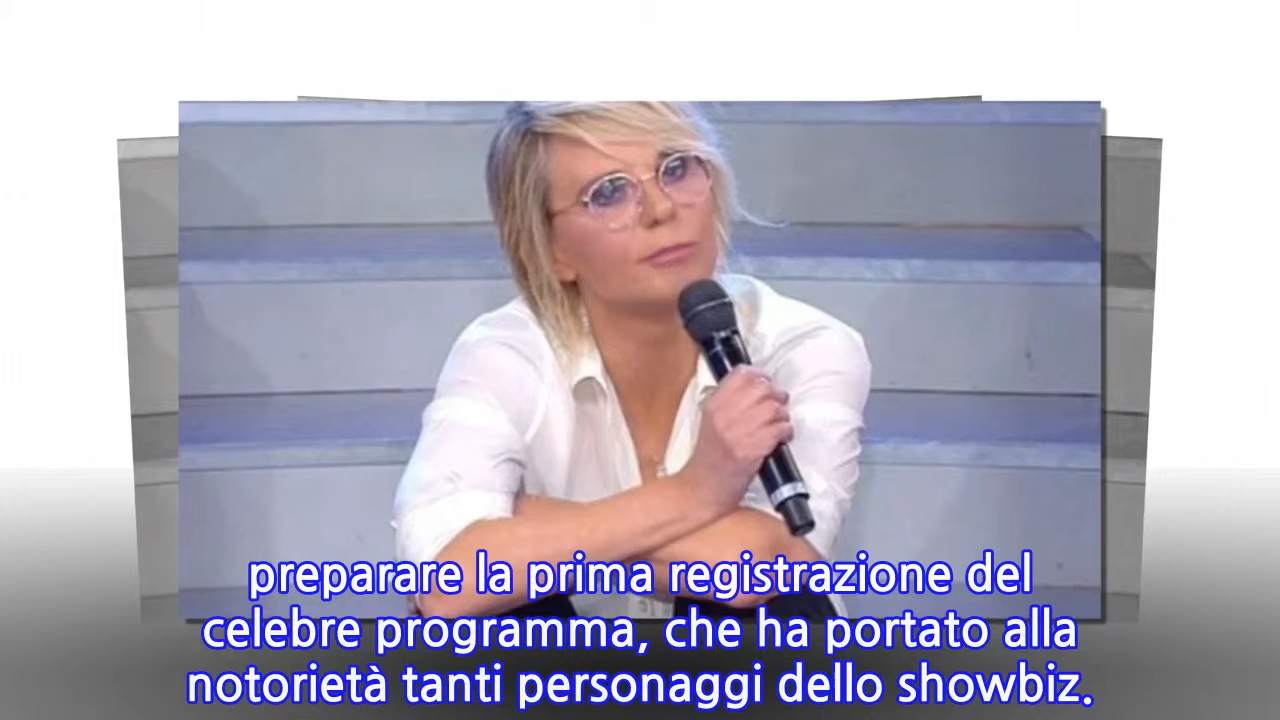 preparare la prima registrazione del
celebre programma, che ha portato alla
notorietà tanti personaggi dello showbiz.